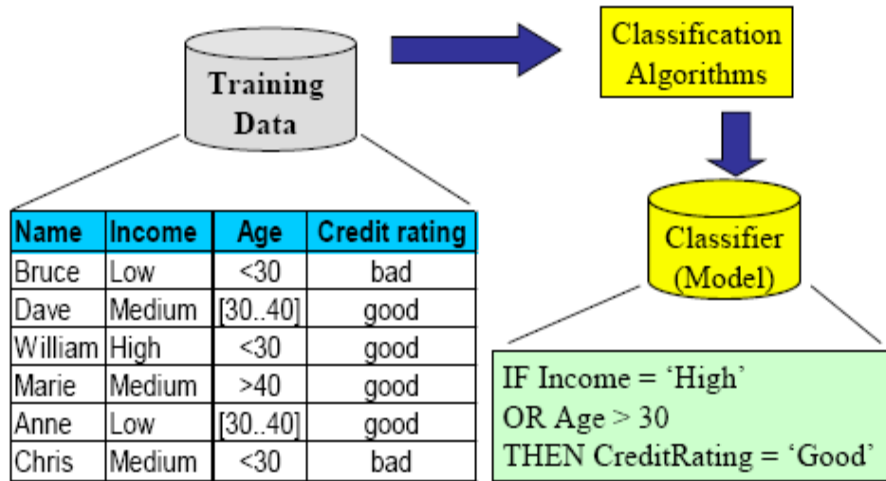 Training
Data
Classification
Algorithms
Classifier
(Model)
Name Income Age Credit rating
Bruce Low <30 bad
Dave Medium [30..40] good
William High <30 good
Marie Medium >40 good
Anne Low [30..40] good
Chris Medium <30 bad
IF Income = ‘High’
OR Age > 30
THEN CreditRating = ‘Good’